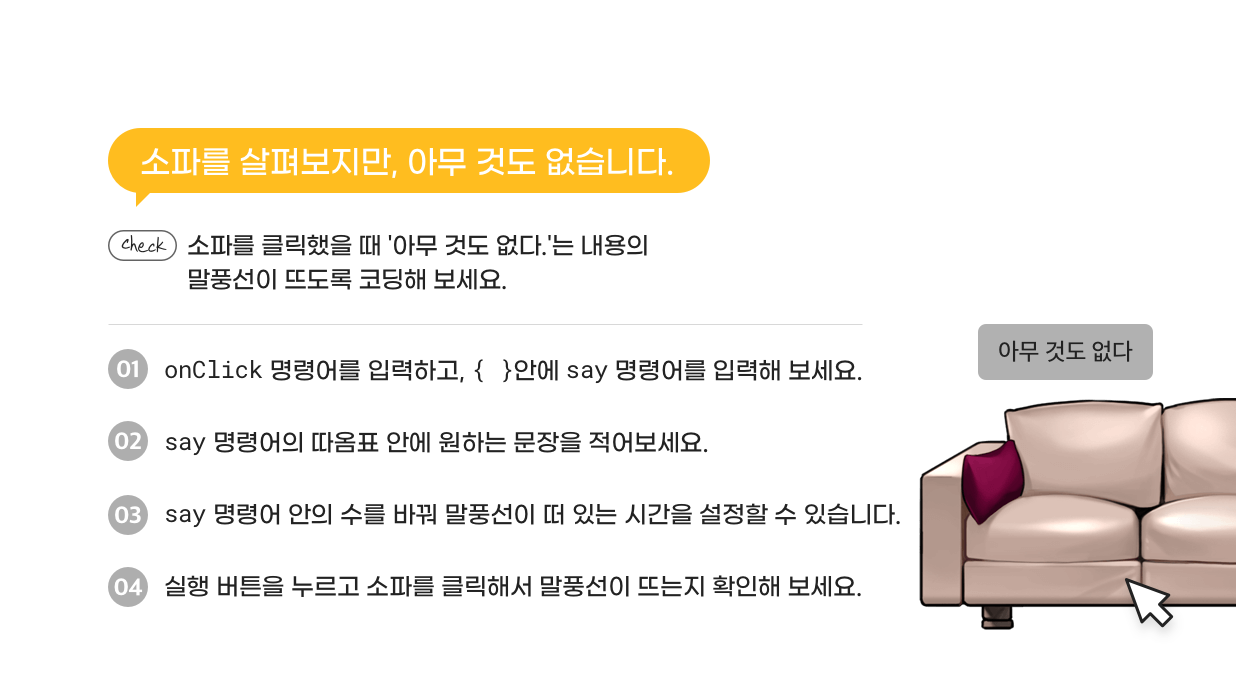 소파를 살펴보지만, 아무 것도 없습니다.
check
소파를 클릭했을 때 '아무 것도 없다.'는 내용의
말풍선이 뜨도록 코딩해 보세요.
01 onClick 명령어를 입력하고, { }안에 say 명령어를 입력해 보세요.
02 say 명령어의 따옴표 안에 원하는 문장을 적어보세요.
03 say 명령어 안의 수를 바꿔 말풍선이 떠 있는 시간을 설정할 수 있습니다.
04 실행 버튼을 누르고 소파를 클릭해서 말풍선이 뜨는지 확인해 보세요.
아무 것도 없다